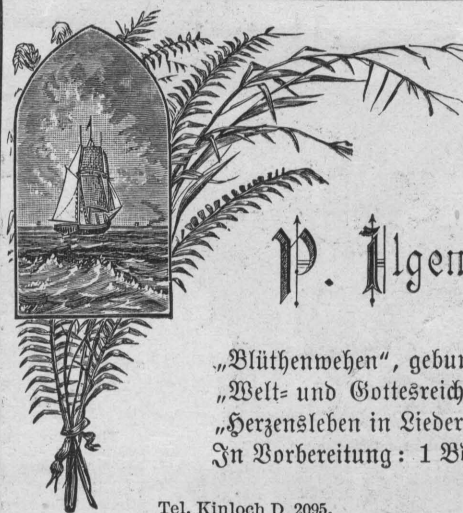 P. Ilgen
„Blüthenwehen“, gebun
„Welt= und Gottesreich
„Herzensleben in Lieder
In Vorbereitung: 1 Bi
Tel. Kinloch D 2095.